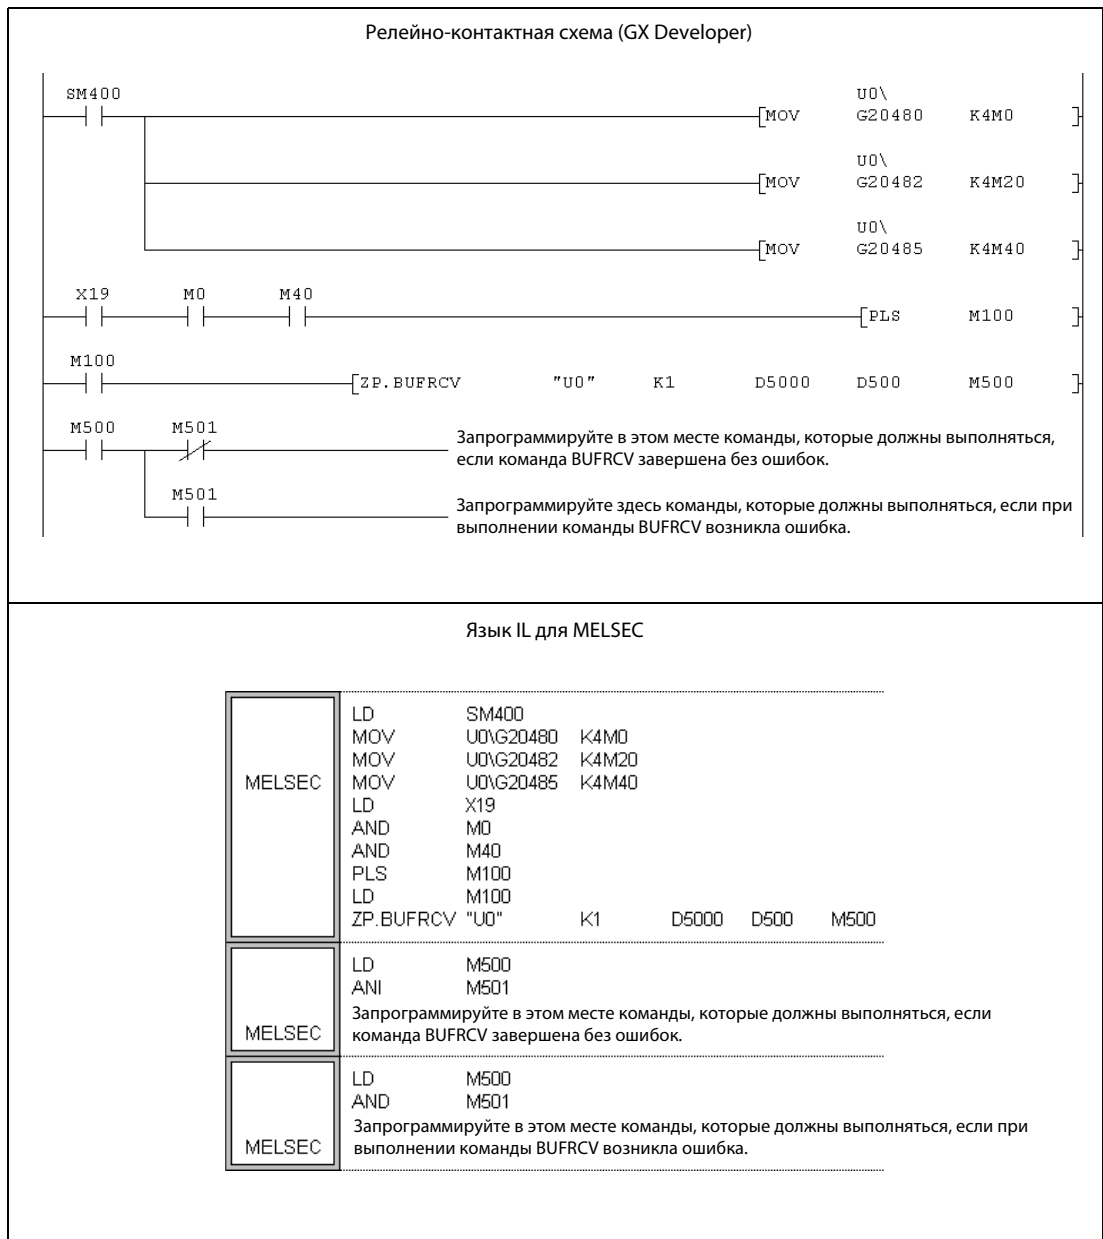 Релейно-контактная схема (GX Developer)
SM400
U0\
[MOV G20480 K4M0 ]
U0\
[MOV G20482 K4M20 ]
U0\
[MOV G20485 K4M40 ]
X19 M0 M40
[PLS M100 ]
M100
[ZP.BUFRCV "U0" K1 D5000 D500 M500 ]
M500 M501
Запрограммируйте в этом месте команды, которые должны выполняться,
если команда BUFRCV завершена без ошибок.
M501
Запрограммируйте здесь команды, которые должны выполняться, если при
выполнении команды BUFRCV возникла ошибка.
Язык IL для MELSEC
MELSEC
LD SM400
MOV U0\G20480 K4M0
MOV U0\G20482 K4M20
MOV U0\G20485 K4M40
LD X19
AND M0
AND M40
PLS M100
LD M100
ZP.BUFRCV "U0" K1 D5000 D500 M500
MELSEC
LD M500
ANI M501
Запрограммируйте в этом месте команды, которые должны выполняться, если
команда BUFRCV завершена без ошибок.
MELSEC
LD M500
AND M501
Запрограммируйте в этом месте команды, которые должны выполняться, если при
выполнении команды BUFRCV возникла ошибка.